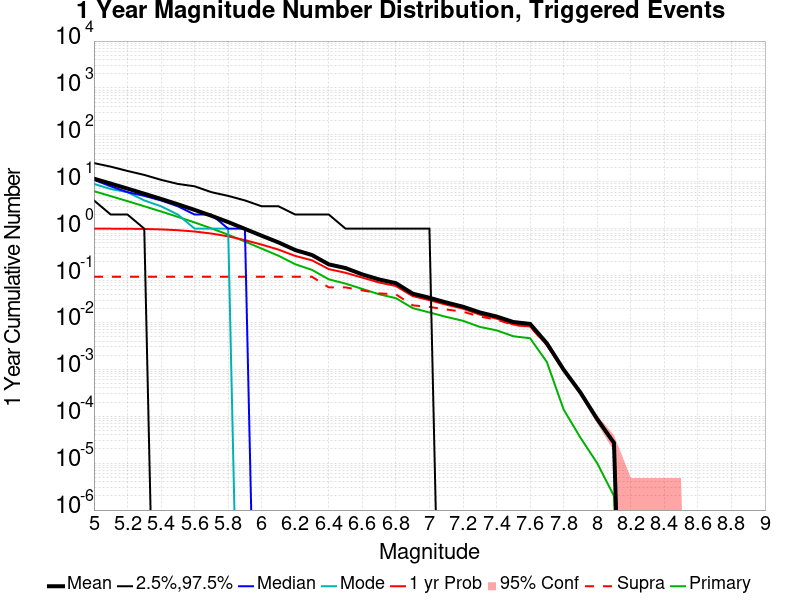 1 Year Magnitude Number Distribution, Triggered Events
10^4
10^3
10^2
10^1
10^0
10^-1
10^-2
10^-3
10^-4
10^-5
10^-6
1 Year Cumulative Number
5 5.2 5.4 5.6 5.8 6 6.2 6.4 6.6 6.8 7 7.2 7.4 7.6 7.8 8 8.2 8.4 8.6 8.8 9
Magnitude
Mean 2.5%,97.5% Median Mode 1 yr Prob 95% Conf Supra Primary